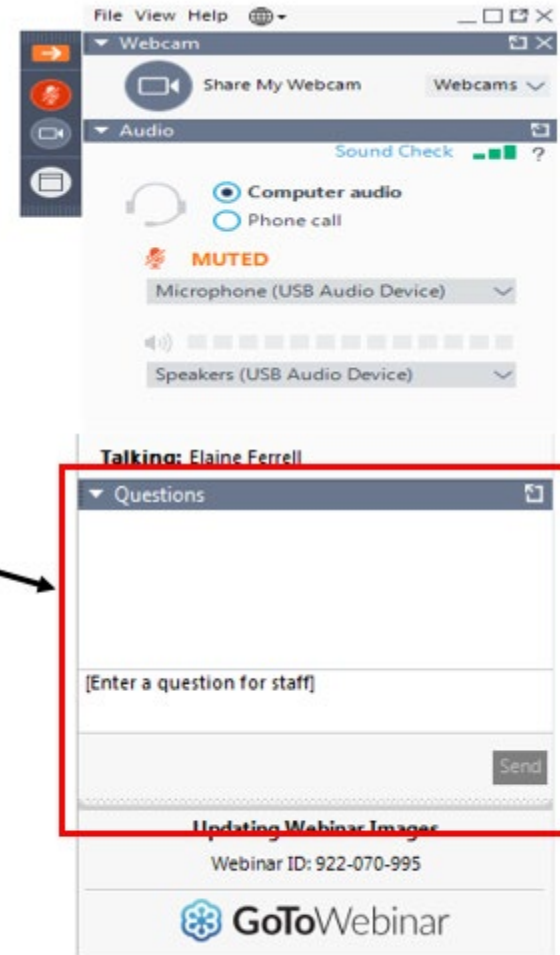 File View Help
Webcam
Share My Webcam Webcams
Audio
Sound Check ?
Computer audio
Phone call
MUTED
Microphone (USB Audio Device)
Speakers (USB Audio Device)
Talking: Elaine Ferrell
Questions
[Enter a question for staff]
Send
Updating Webinar Images
Webinar ID: 922-070-995
GoToWebinar